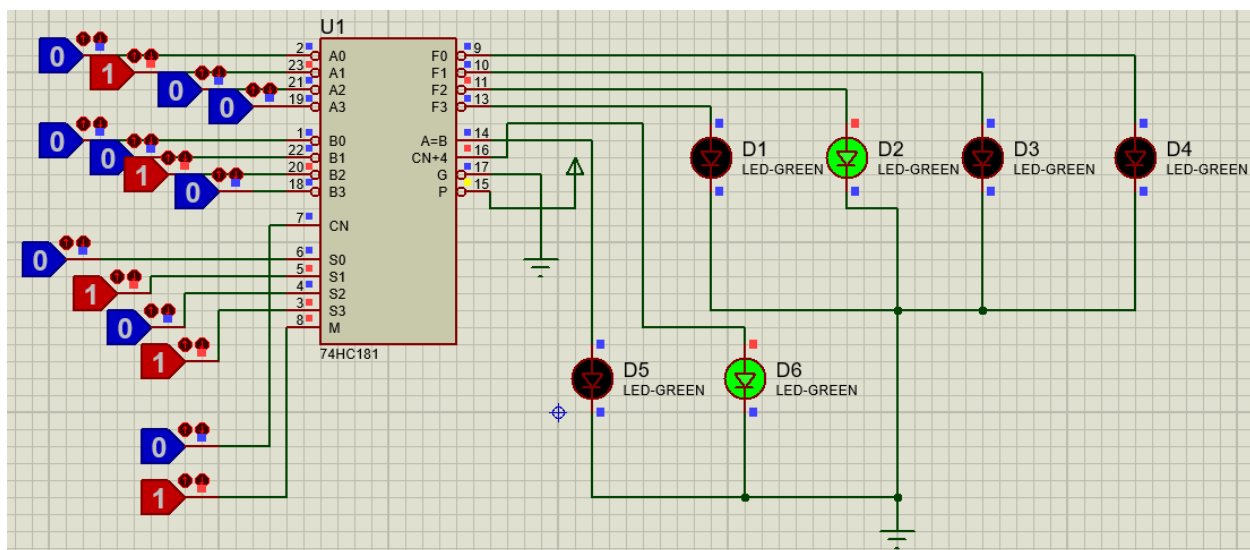 U1
0 2 A0 F0 9
1 23 A1 F1 10
0 21 A2 F2 11
0 19 A3 F3 13
0 1 B0 A=B 14
0 22 B1 CN+4 16
1 20 B2 G 17
0 18 B3 P 15
7 CN
0 6 S0
1 5 S1
0 4 S2
1 3 S3
8 M
74HC181
0
1
D1
LED-GREEN
D2
LED-GREEN
D3
LED-GREEN
D4
LED-GREEN
D5
LED-GREEN
D6
LED-GREEN